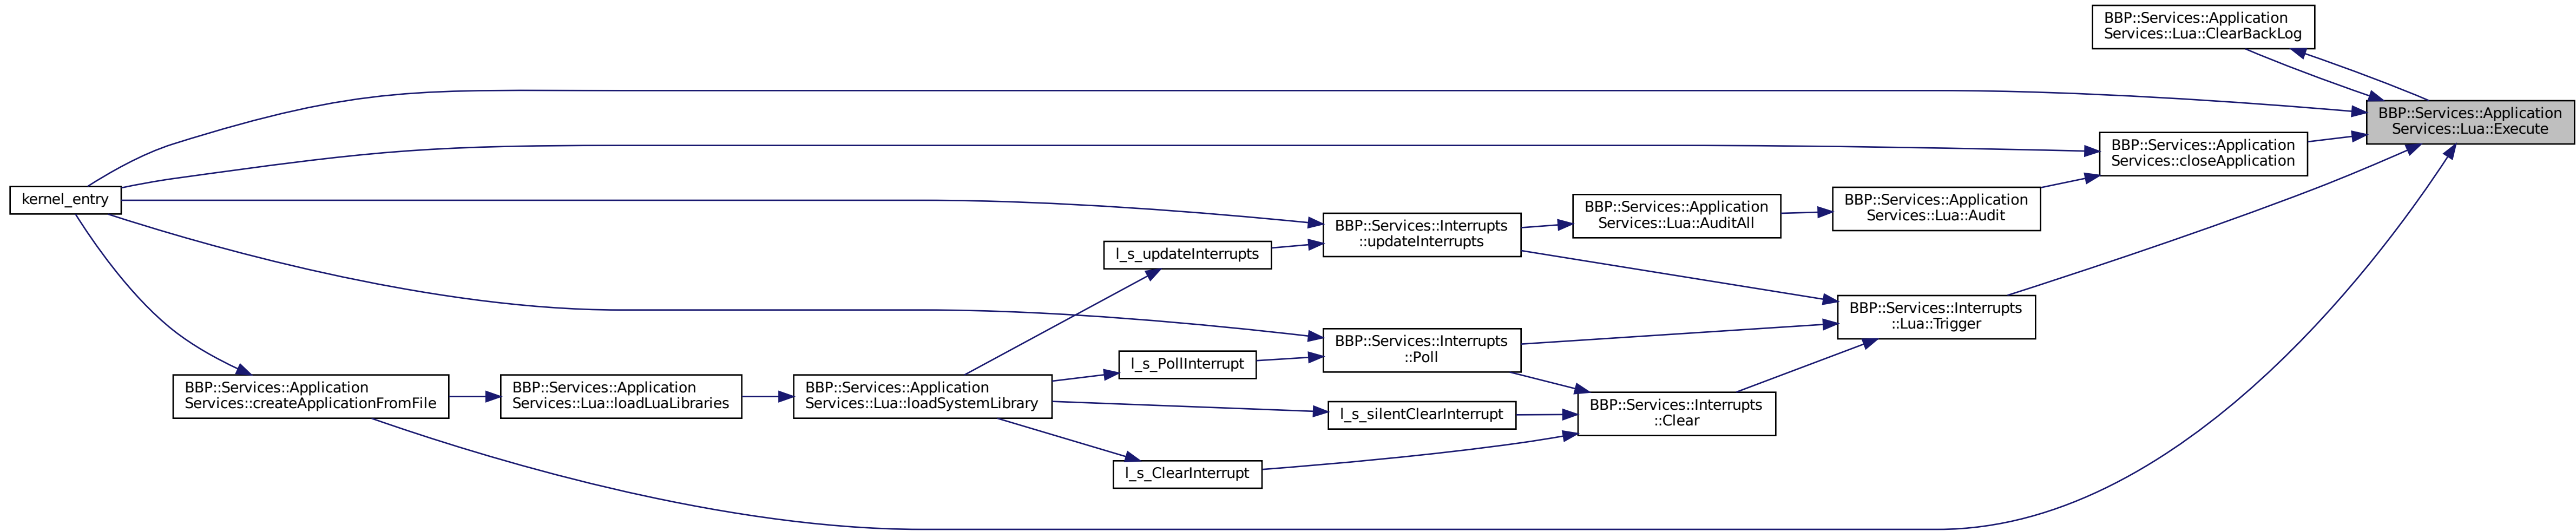 BBP::Services::Application
Services::Lua::ClearBackLog
BBP::Services::Application
Services::Lua::Execute
BBP::Services::Application
Services::closeApplication
kernel_entry
BBP::Services::Application
Services::Lua::AuditAll
BBP::Services::Application
Services::Lua::Audit
BBP::Services::Interrupts
::updateInterrupts
l_s_updateInterrupts
BBP::Services::Interrupts
::Lua::Trigger
BBP::Services::Interrupts
::Poll
l_s_PollInterrupt
BBP::Services::Application
Services::createApplicationFromFile
BBP::Services::Application
Services::Lua::loadLuaLibraries
BBP::Services::Application
Services::Lua::loadSystemLibrary
l_s_silentClearInterrupt
BBP::Services::Interrupts
::Clear
l_s_ClearInterrupt